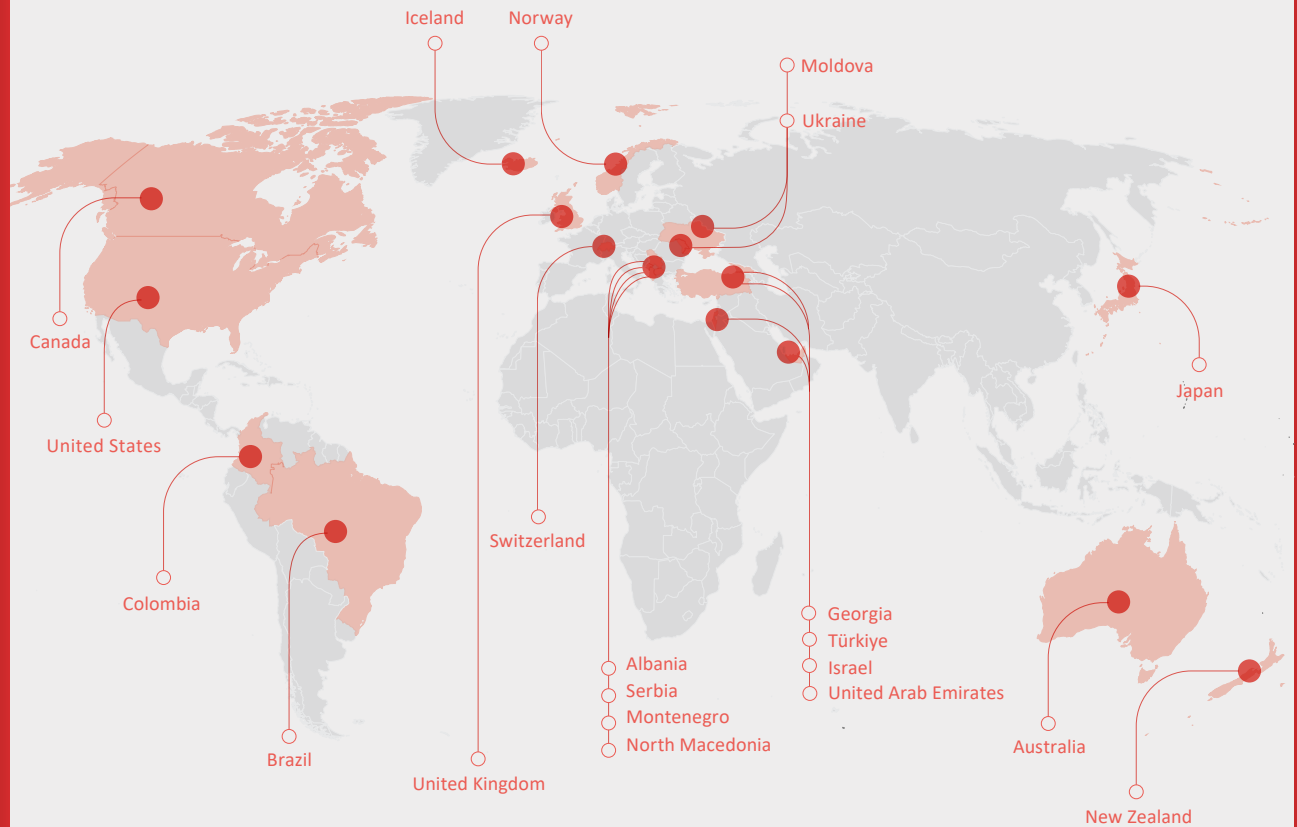 Iceland
Norway
Moldova
Ukraine
Canada
United States
Japan
Switzerland
Colombia
Georgia
Türkiye
Israel
United Arab Emirates
Albania
Serbia
Montenegro
North Macedonia
Brazil
United Kingdom
Australia
New Zealand